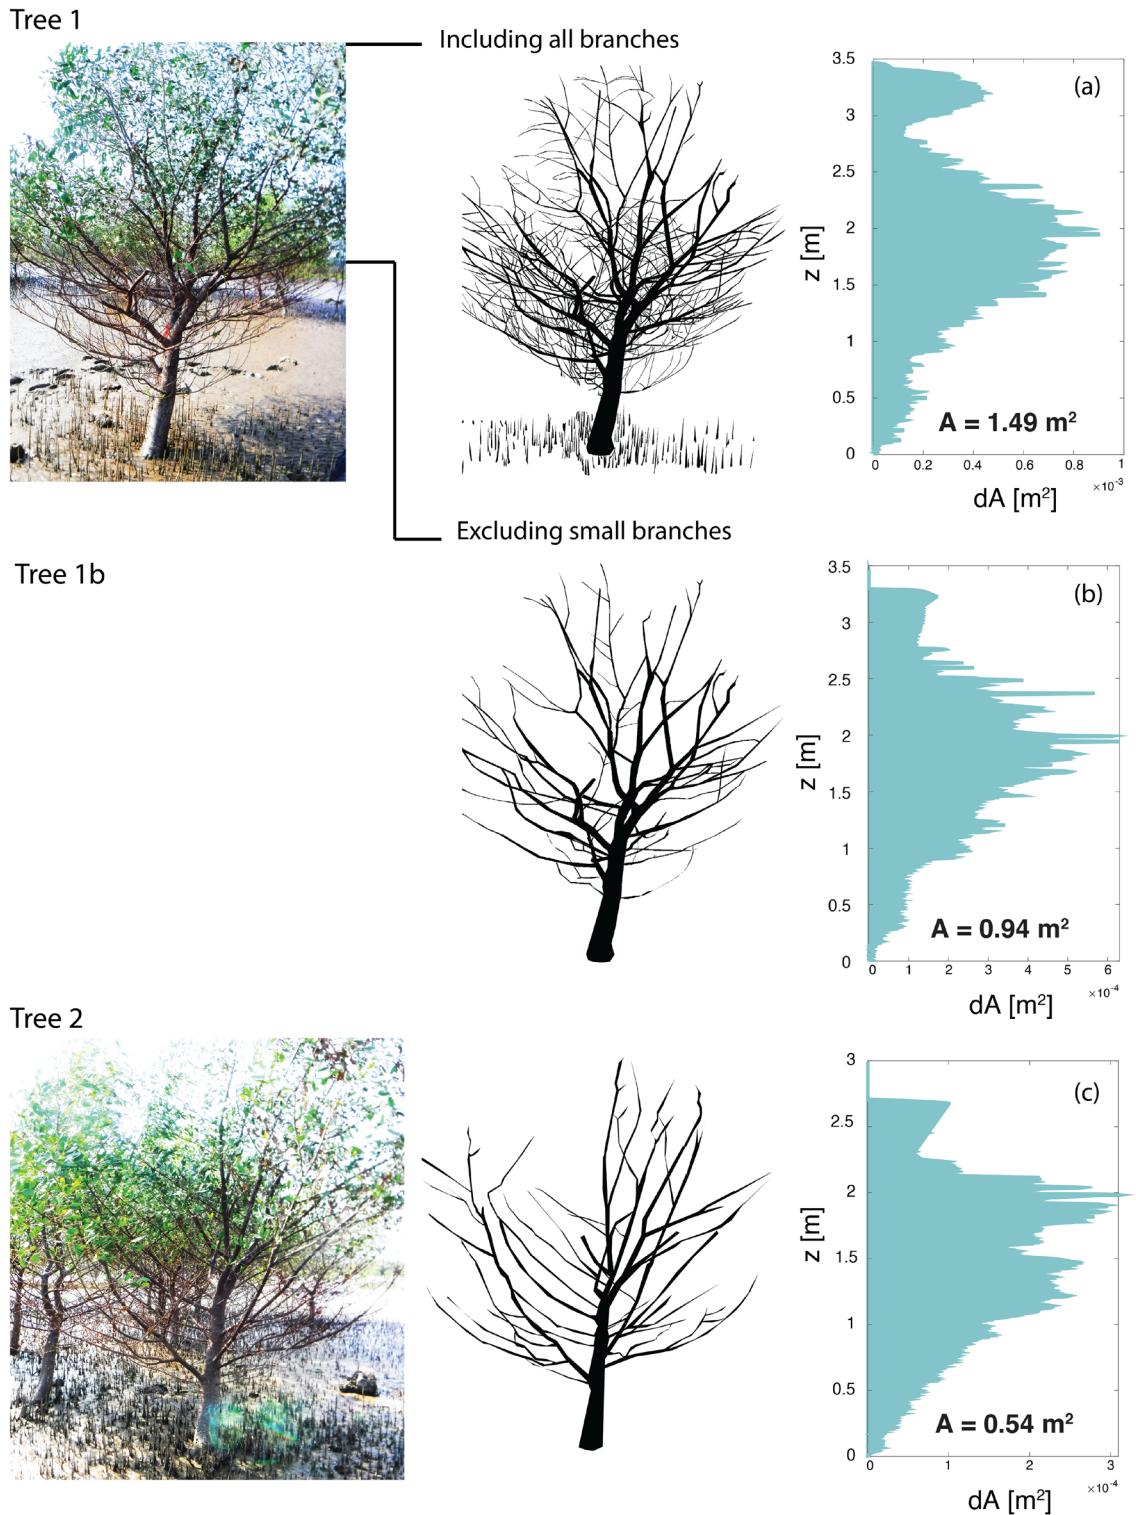 Tree 1
Including all branches
(a)
3.5
3
2.5
2
1.5
1
0.5
0
z [m]
A = 1.49 m²
0 0.2 0.4 0.6 0.8 1
×10⁻³
dA [m²]
Excluding small branches
Tree 1b
(b)
3.5
3
2.5
2
1.5
1
0.5
0
z [m]
A = 0.94 m²
0 1 2 3 4 5 6
×10⁻⁴
dA [m²]
Tree 2
(c)
3
2.5
2
1.5
1
0.5
0
z [m]
A = 0.54 m²
0 1 2 3
×10⁻⁴
dA [m²]